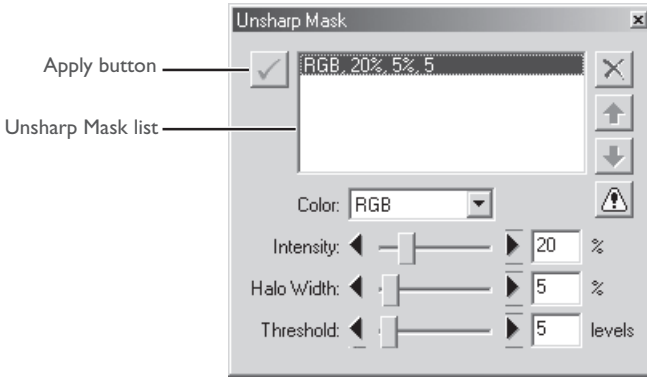 Unsharp Mask
Apply button
RGB, 20%, 5%, 5
Unsharp Mask list
Color: RGB
Intensity: 20 %
Halo Width: 5 %
Threshold: 5 levels